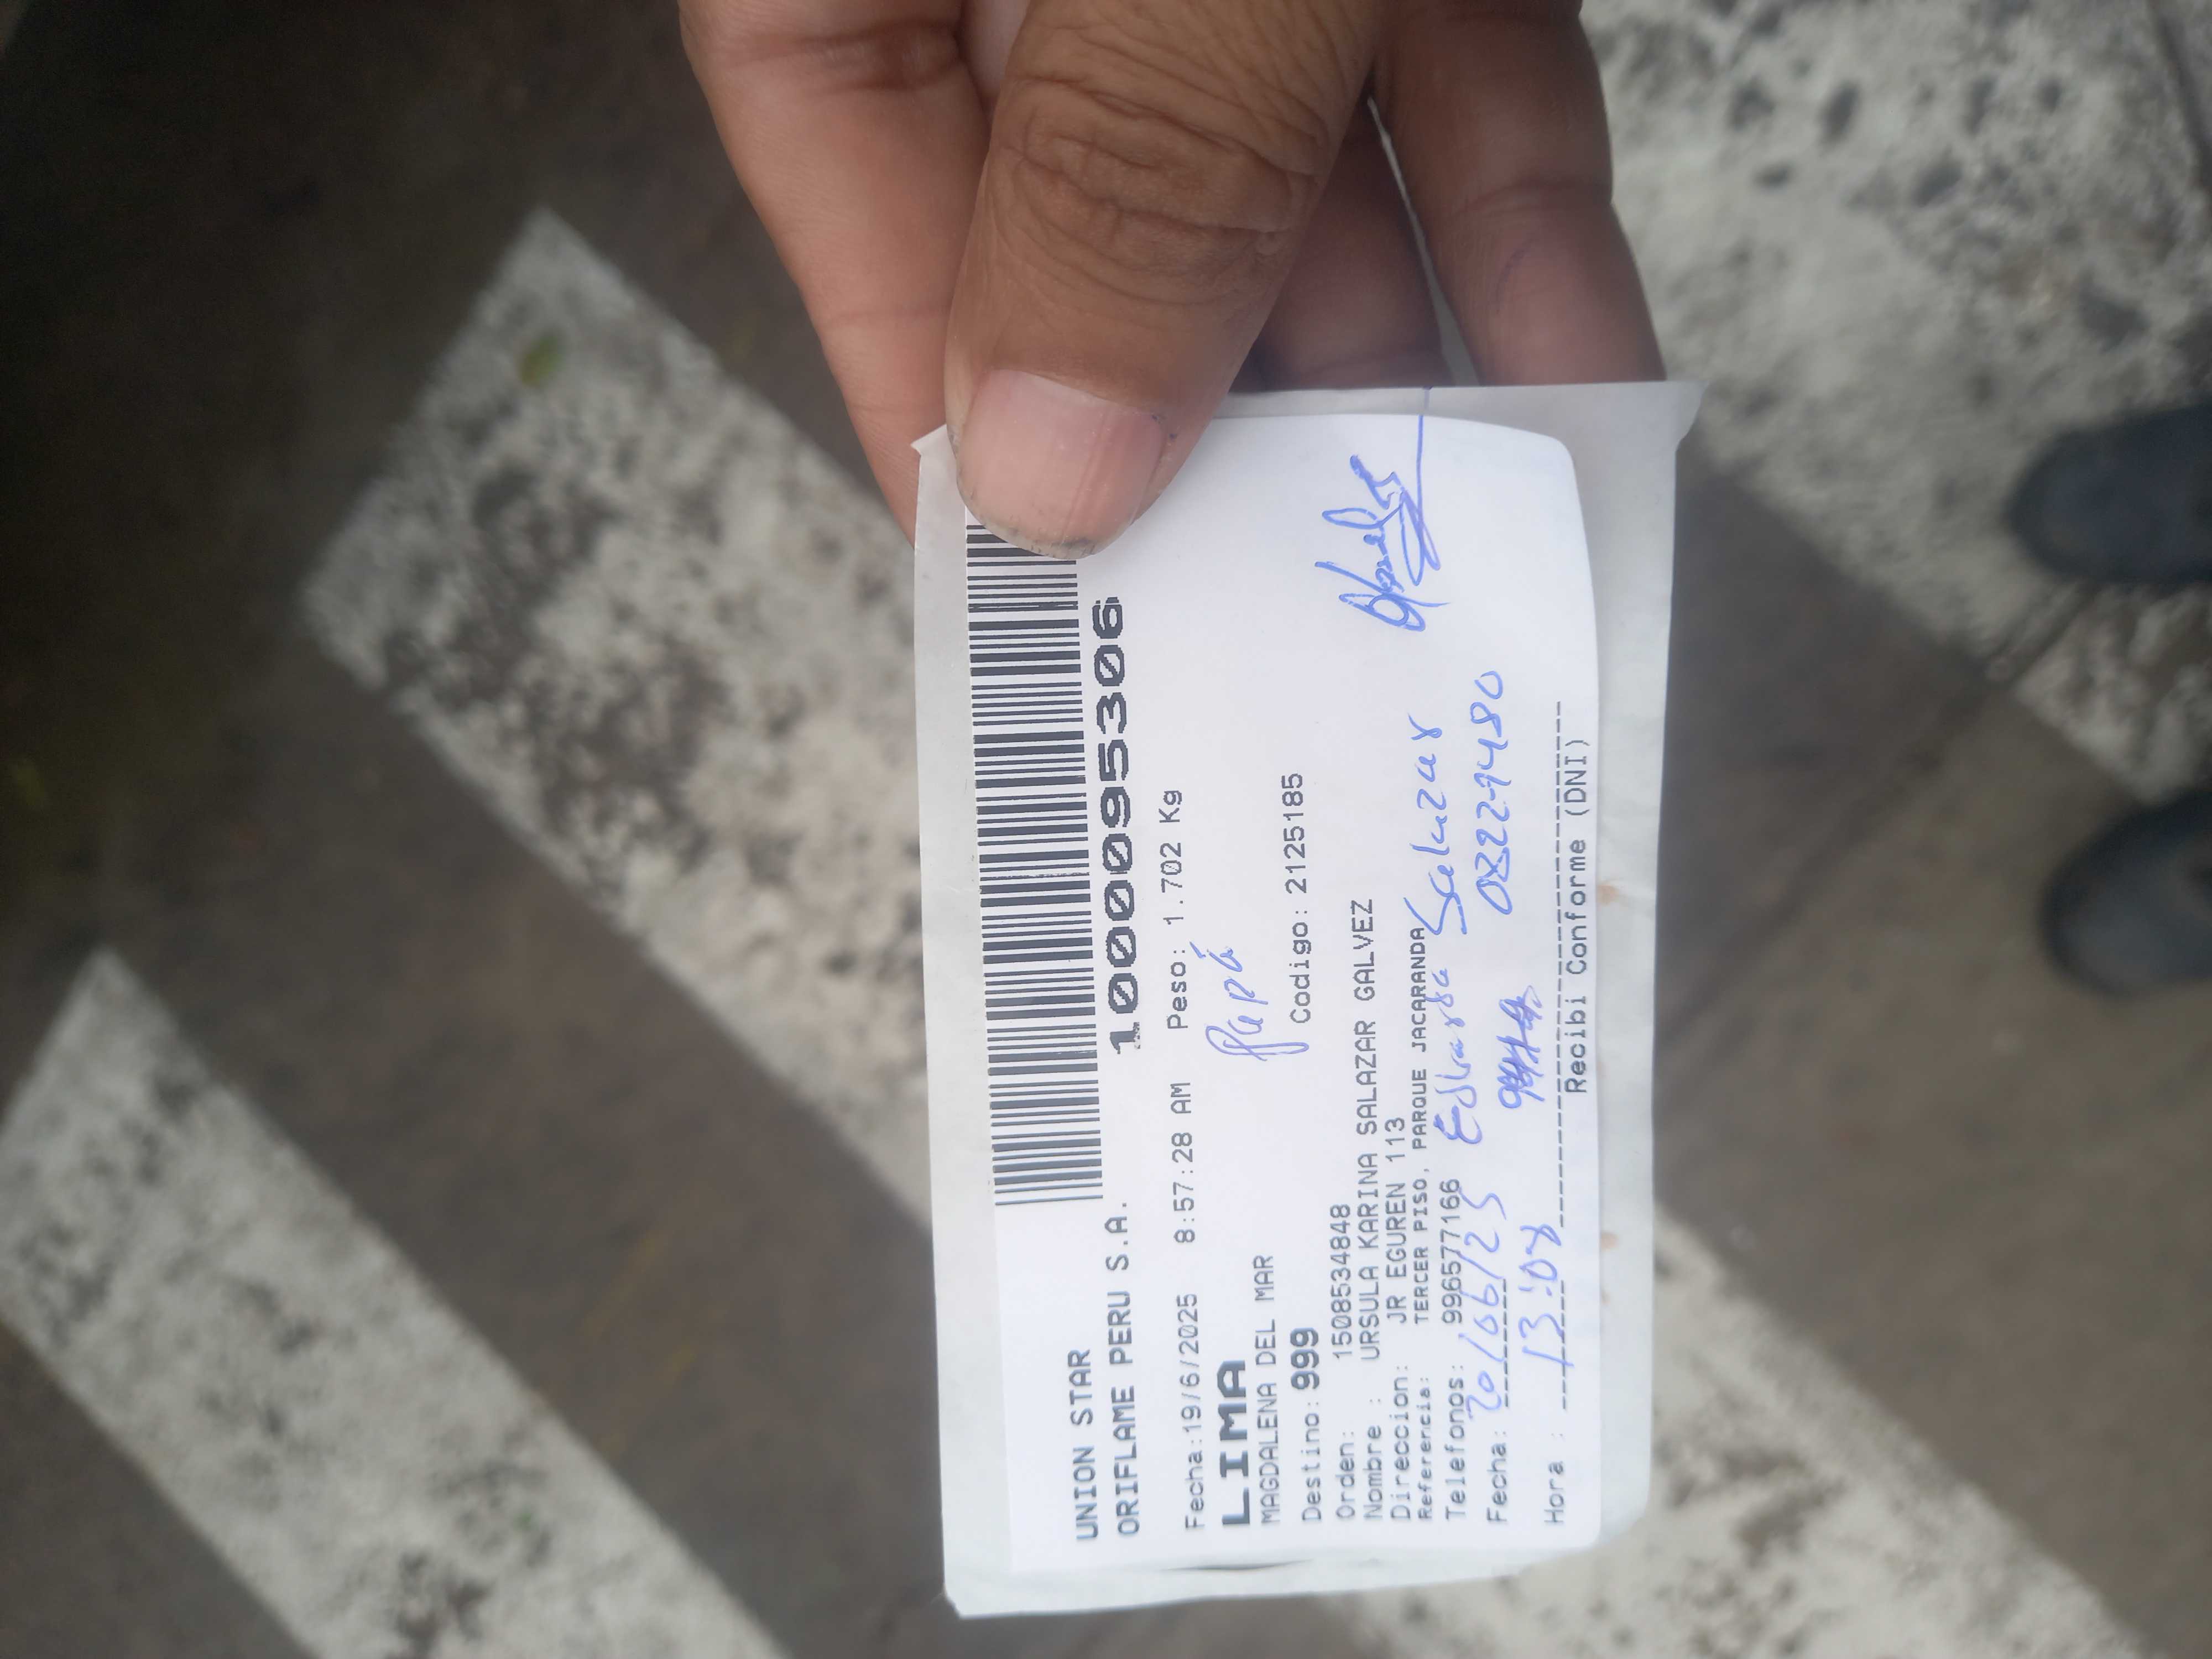 UNION STAR
ORIFLAME PERU S.A.
1000095306
Fecha:19/6/2025 8:57:28 AM Peso: 1.702 Kg
LIMA
Papá
MAGDALENA DEL MAR
Destino: 999 Codigo: 2125185
Orden: 1508534848
Nombre : URSULA KARINA SALAZAR GALVEZ
Direccion: JR EGUREN 113
Referencia: TERCER PISO, PARQUE JACARANDA
Telefonos: 996577166 Salazar
Fecha: 20/06/25
Hora : 13:08
Recibi Conforme (DNI)